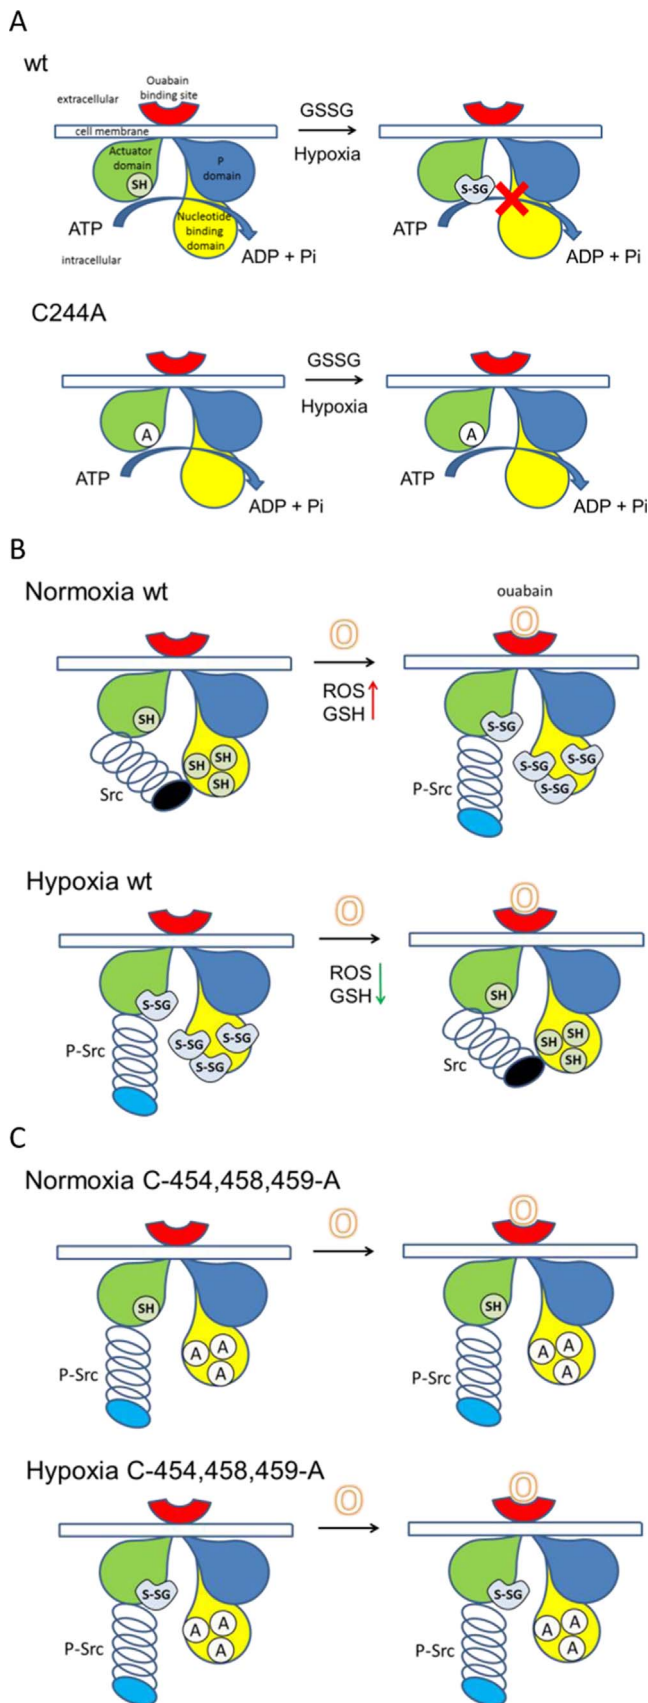 A
wt
Ouabain
binding site
extracellular
GSSG
cell membrane
Hypoxia
Actuator
domain
P
domain
SH
S-SG
ATP
Nucleotide
binding
domain
ATP
intracellular
ADP + Pi
ADP + Pi
C244A
GSSG
Hypoxia
A
A
ATP
ADP + Pi
ATP
ADP + Pi
B
Normoxia wt
ouabain
O
O
ROS
GSH
SH
S-SG
SH
SH
SH
S-SG
S-SG
S-SG
Src
P-Src
Hypoxia wt
O
O
ROS
GSH
S-SG
SH
S-SG
S-SG
S-SG
SH
SH
SH
P-Src
Src
C
Normoxia C-454,458,459-A
O
O
SH
SH
A
A
A
A
A
A
P-Src
P-Src
Hypoxia C-454,458,459-A
O
O
S-SG
S-SG
A
A
A
A
A
A
P-Src
P-Src